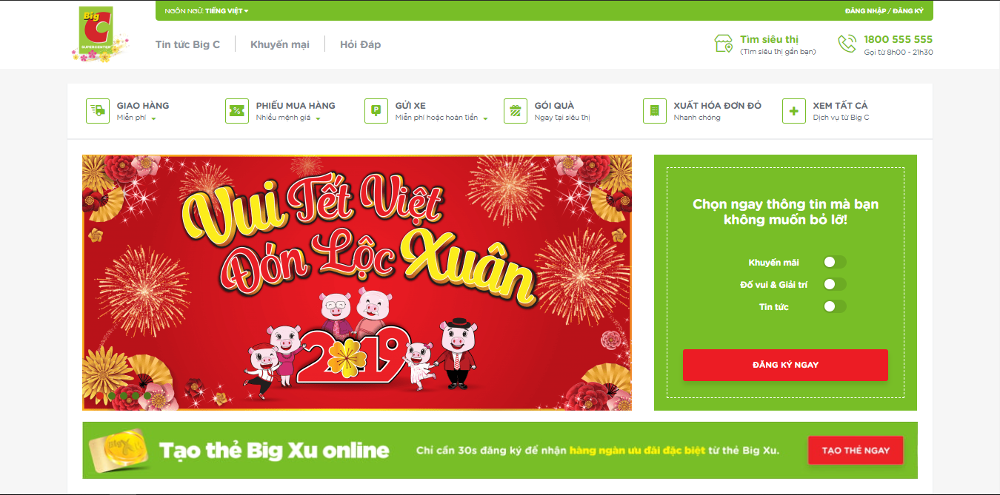 Big
C
SUPERCENTER
NGÔN NGỮ: TIẾNG VIỆT
ĐĂNG NHẬP / ĐĂNG KÝ
Tin tức Big C
Khuyến mại
Hỏi Đáp
Tìm siêu thị
(Tìm siêu thị gần bạn)
1800 555 555
Gọi từ 8h00 - 21h30
GIAO HÀNG
Miễn phí
PHIẾU MUA HÀNG
Nhiều mệnh giá
P
GỬI XE
Miễn phí hoặc hoàn tiền
GÓI QUÀ
Ngay tại siêu thị
XUẤT HÓA ĐƠN ĐỎ
Nhanh chóng
XEM TẤT CẢ
Dịch vụ từ Big C
Vui Tết Việt
Đón Lộc Xuân
2019
Chọn ngay thông tin mà bạn
không muốn bỏ lỡ!
Khuyến mãi
Đố vui & Giải trí
Tin tức
ĐĂNG KÝ NGAY
Big Xu
Tạo thẻ Big Xu online
Chỉ cần 30s đăng ký để nhận hàng ngàn ưu đãi đặc biệt từ thẻ Big Xu.
TẠO THẺ NGAY